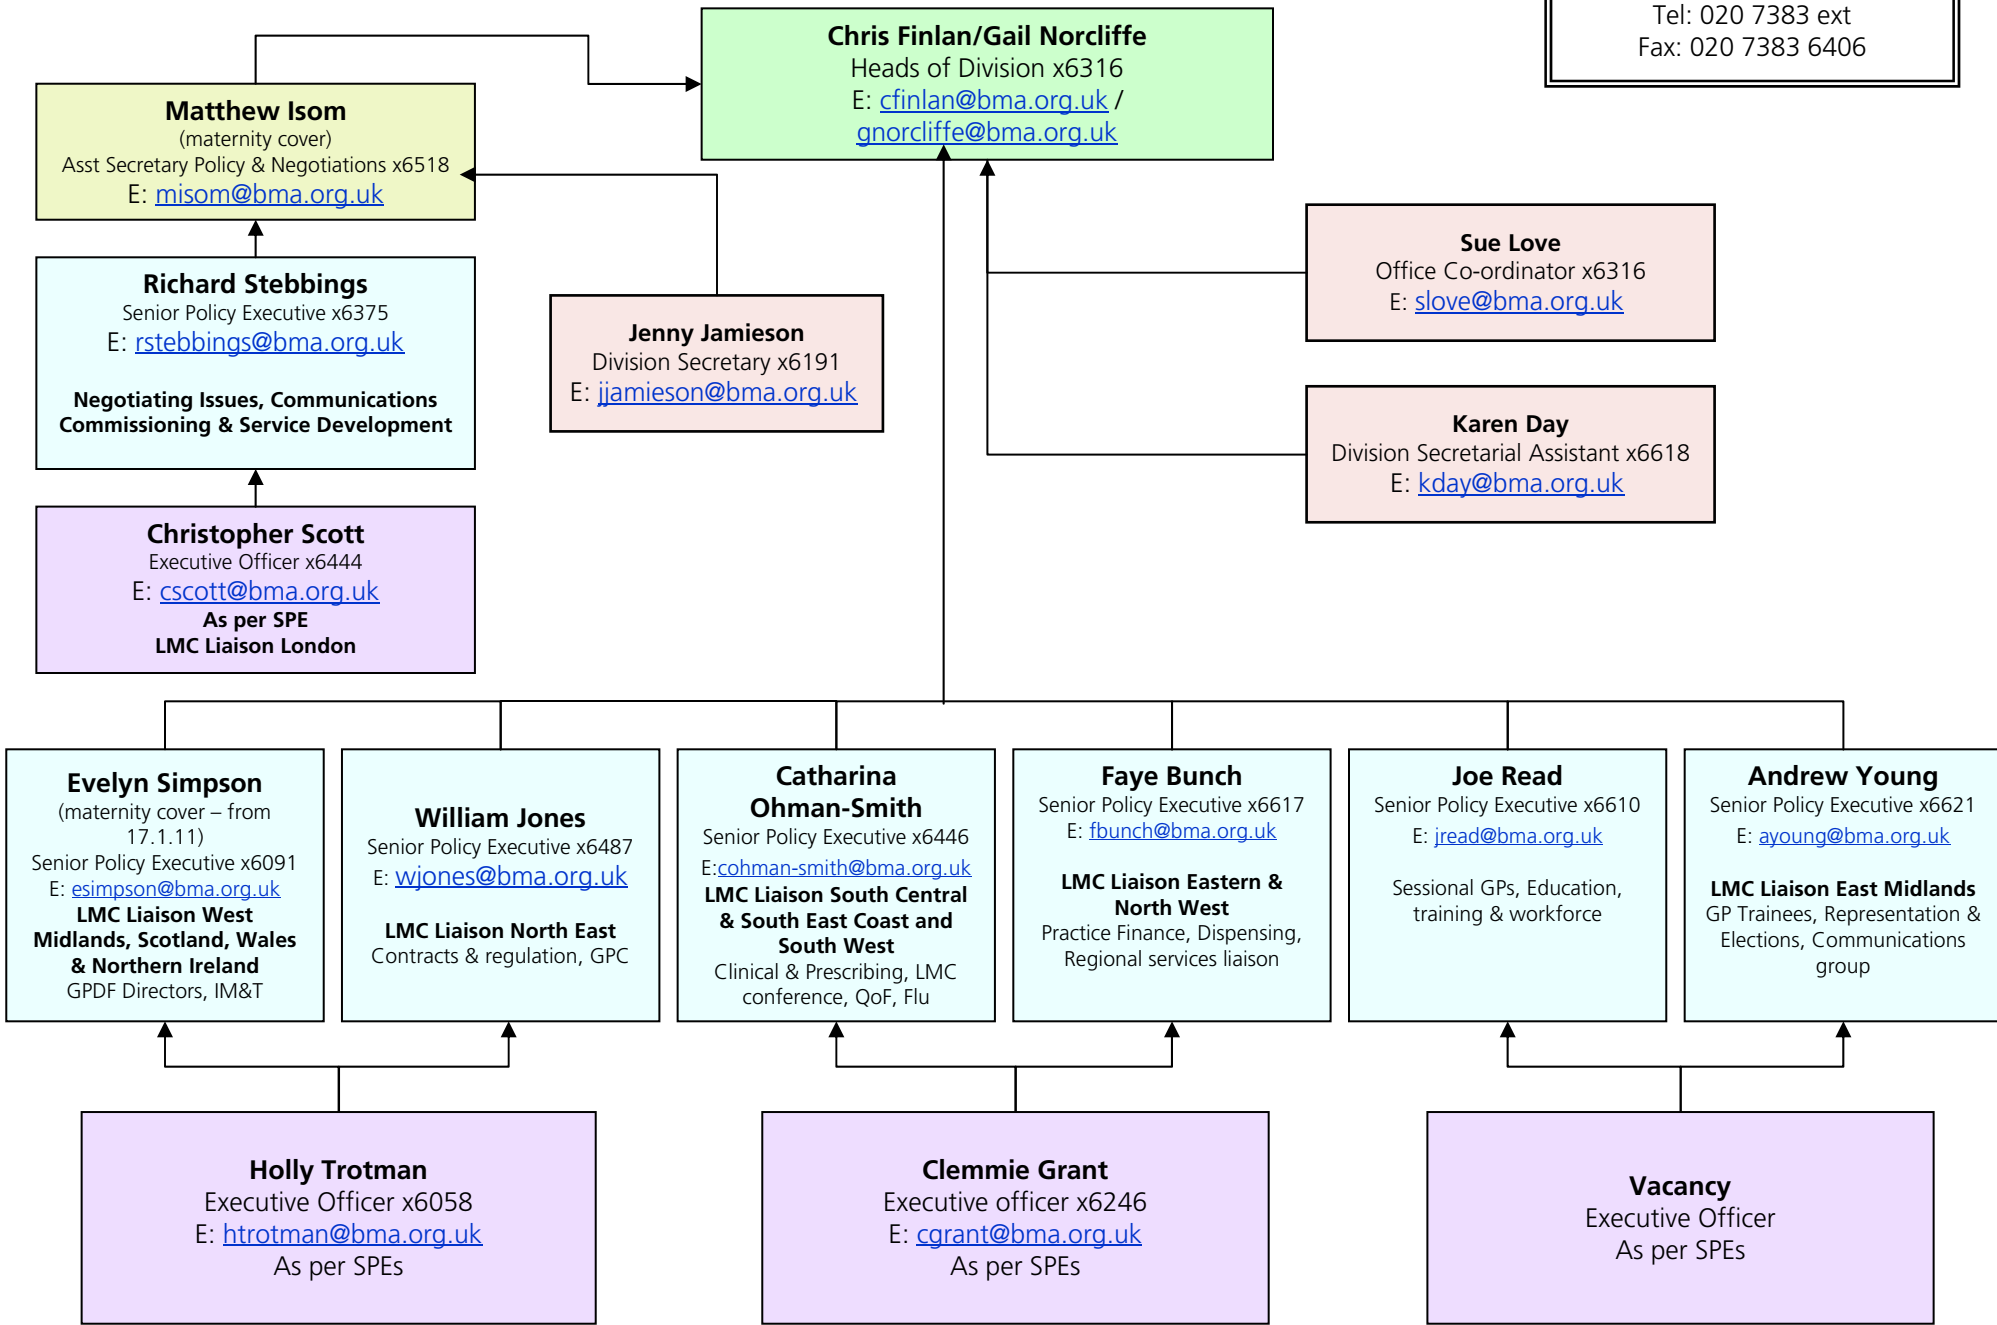 Tel: 020 7383 ext
Fax: 020 7383 6406
Chris Finlan/Gail Norcliffe
Heads of Division x6316
E: cfinlan@bma.org.uk /
gnorcliffe@bma.org.uk
Matthew Isom
(maternity cover)
Asst Secretary Policy & Negotiations x6518
E: misom@bma.org.uk
Richard Stebbings
Senior Policy Executive x6375
E: rstebbings@bma.org.uk
Negotiating Issues, Communications
Commissioning & Service Development
Jenny Jamieson
Division Secretary x6191
E: jjamieson@bma.org.uk
Sue Love
Office Co-ordinator x6316
E: slove@bma.org.uk
Karen Day
Division Secretarial Assistant x6618
E: kday@bma.org.uk
Christopher Scott
Executive Officer x6444
E: cscott@bma.org.uk
As per SPE
LMC Liaison London
Evelyn Simpson
(maternity cover – from
17.1.11)
Senior Policy Executive x6091
E: esimpson@bma.org.uk
LMC Liaison West
Midlands, Scotland, Wales
& Northern Ireland
GPDF Directors, IM&T
William Jones
Senior Policy Executive x6487
E: wjones@bma.org.uk
LMC Liaison North East
Contracts & regulation, GPC
Catharina
Ohman-Smith
Senior Policy Executive x6446
E:cohman-smith@bma.org.uk
LMC Liaison South Central
& South East Coast and
South West
Clinical & Prescribing, LMC
conference, QoF, Flu
Faye Bunch
Senior Policy Executive x6617
E: fbunch@bma.org.uk
LMC Liaison Eastern &
North West
Practice Finance, Dispensing,
Regional services liaison
Joe Read
Senior Policy Executive x6610
E: jread@bma.org.uk
Sessional GPs, Education,
training & workforce
Andrew Young
Senior Policy Executive x6621
E: ayoung@bma.org.uk
LMC Liaison East Midlands
GP Trainees, Representation &
Elections, Communications
group
Holly Trotman
Executive Officer x6058
E: htrotman@bma.org.uk
As per SPEs
Clemmie Grant
Executive officer x6246
E: cgrant@bma.org.uk
As per SPEs
Vacancy
Executive Officer
As per SPEs